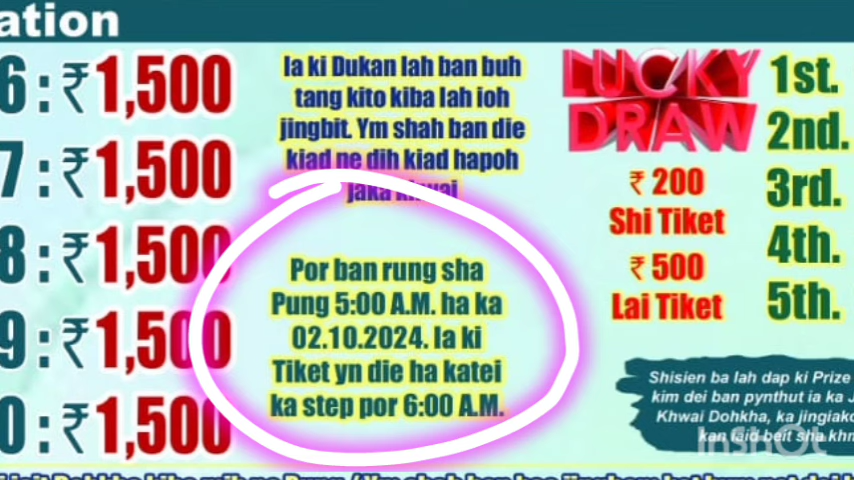 ation
6 : ₹ 1,500
7 : ₹ 1,500
8 : ₹ 1,500
9 : ₹ 1,500
0 : ₹ 1,500
Ia ki Dukan lah ban buh
tang kito kiba lah ioh
jingbit. Ym shah ban die
kiad ne dih kiad hapoh
jaka
Por ban rung sha
Pung 5:00 A.M. ha ka
02.10.2024. Ia ki
Tiket yn die ha katei
ka step por 6:00 A.M.
LUCKY
DRAW
₹ 200
Shi Tiket
₹ 500
Lai Tiket
1st.
2nd.
3rd.
4th.
5th.
Shisien ba lah dap ki Prize
kim dei ban pynthut ia ka J
Khwai Dohkha, ka jingiako
kan laid beit sha khm
InShOt